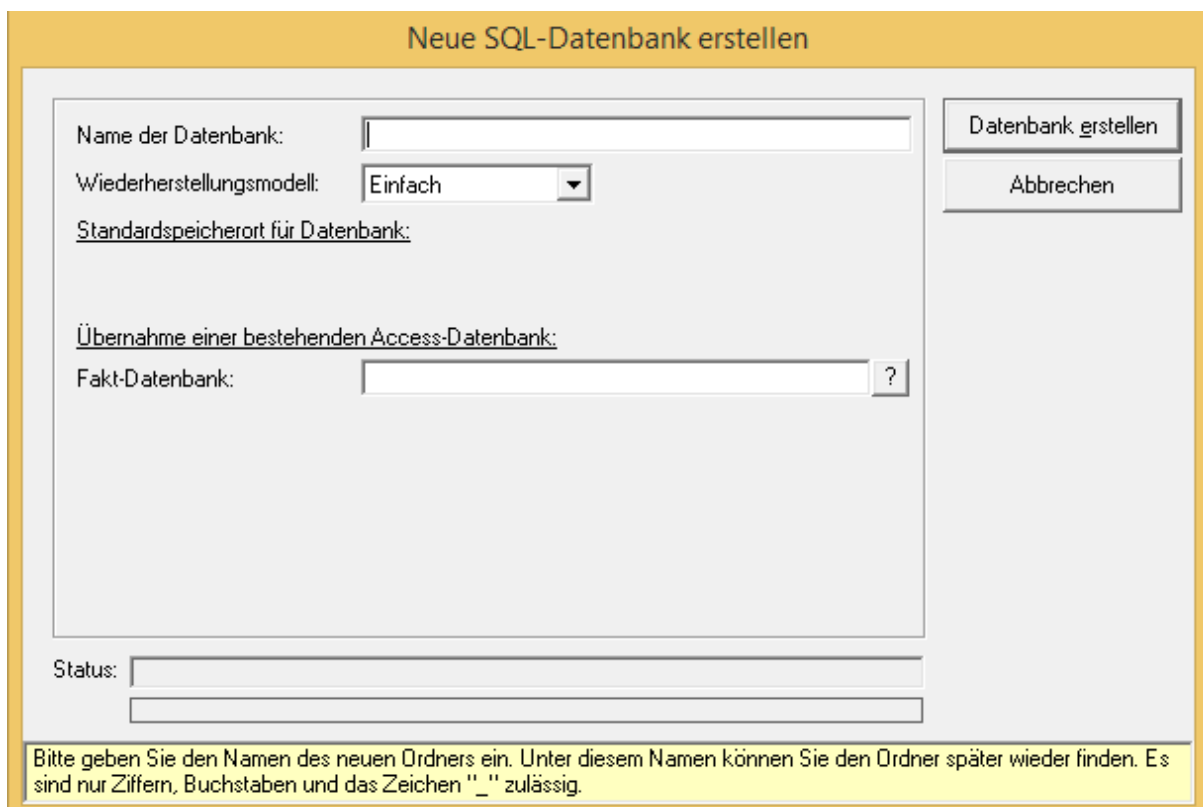 Neue SQL-Datenbank erstellen
Name der Datenbank:
Datenbank erstellen
Wiederherstellungsmodell:
Einfach
Abbrechen
Standardspeicherort für Datenbank:
Übernahme einer bestehenden Access-Datenbank:
Fakt-Datenbank:
?
Status:
Bitte geben Sie den Namen des neuen Ordners ein. Unter diesem Namen können Sie den Ordner später wieder finden. Es
sind nur Ziffern, Buchstaben und das Zeichen "_" zulässig.